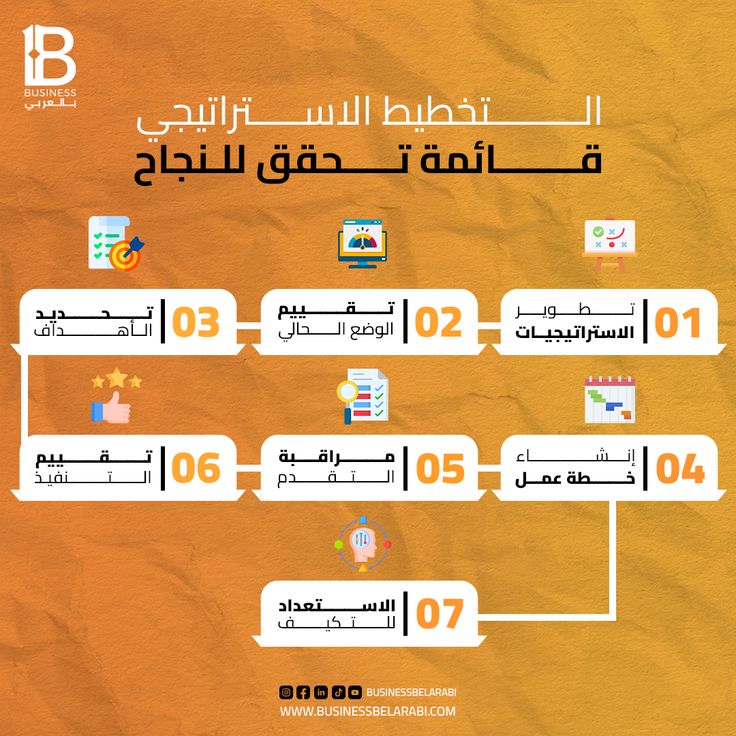 BUSINESS
بالعربي
التخطيط الاستراتيجي
قائمة تحقق للنجاح
01
تطوير
الاستراتيجيات
02
تقييم
الوضع الحالي
03
تحديد
الأهداف
04
إنشاء
خطة عمل
05
مراقبة
التقدم
06
تقييم
التنفيذ
07
الاستعداد
للتكيف
BUSINESSBELARABI
WWW.BUSINESSBELARABI.COM